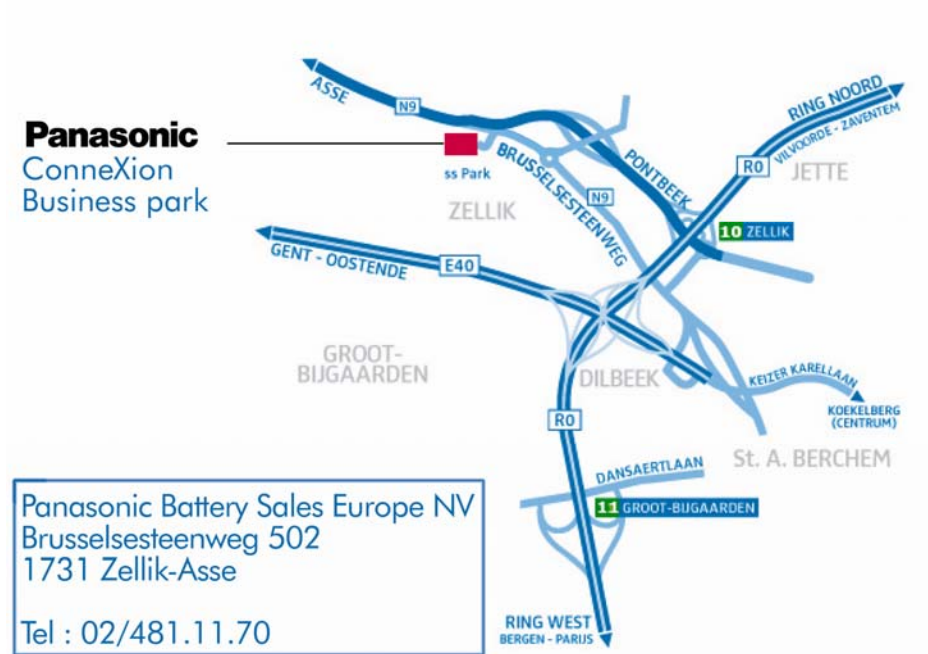 ASSE
N9
RING NOORD
VILVOORDE - ZAVENTEM
Panasonic
ConneXion
Business park
ss Park
BRUSSELSESTEENWEG
PONTBEEK
R0
JETTE
ZELLIK
N9
10 ZELLIK
GENT - OOSTENDE
E40
GROOT-
BIJGAARDEN
DILBEEK
KEIZER KARELLAAN
KOEKELBERG
(CENTRUM)
R0
St. A. BERCHEM
DANSAERTLAAN
11 GROOT-BIJGAARDEN
Panasonic Battery Sales Europe NV
Brusselsesteenweg 502
1731 Zellik-Asse
Tel : 02/481.11.70
RING WEST
BERGEN - PARIJS